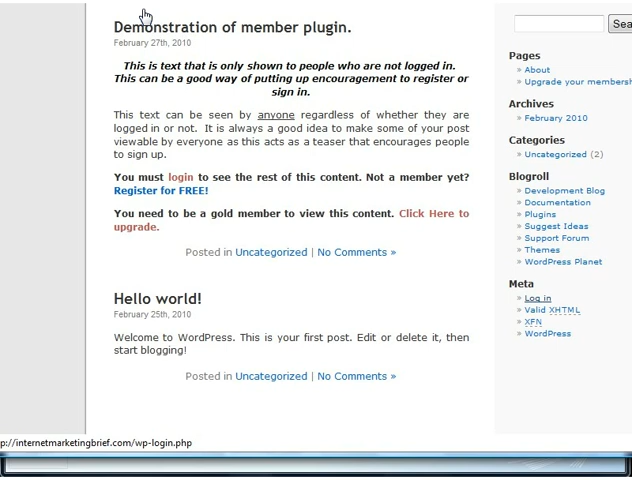 Demonstration of member plugin.
February 27th, 2010
This is text that is only shown to people who are not logged in.
This can be a good way of putting up encouragement to register or
sign in.
This text can be seen by anyone regardless of whether they are
logged in or not. It is always a good idea to make some of your post
viewable by everyone as this acts as a teaser that encourages people
to sign up.
You must login to see the rest of this content. Not a member yet?
Register for FREE!
You need to be a gold member to view this content. Click Here to
upgrade.
Posted in Uncategorized | No Comments »
Hello world!
February 25th, 2010
Welcome to WordPress. This is your first post. Edit or delete it, then
start blogging!
Posted in Uncategorized | No Comments »
Sea
Pages
» About
» Upgrade your membersh
Archives
» February 2010
Categories
» Uncategorized (2)
Blogroll
» Development Blog
» Documentation
» Plugins
» Suggest Ideas
» Support Forum
» Themes
» WordPress Planet
Meta
» Log in
» Valid XHTML
» XFN
» WordPress
p://internetmarketingbrief.com/wp-login.php